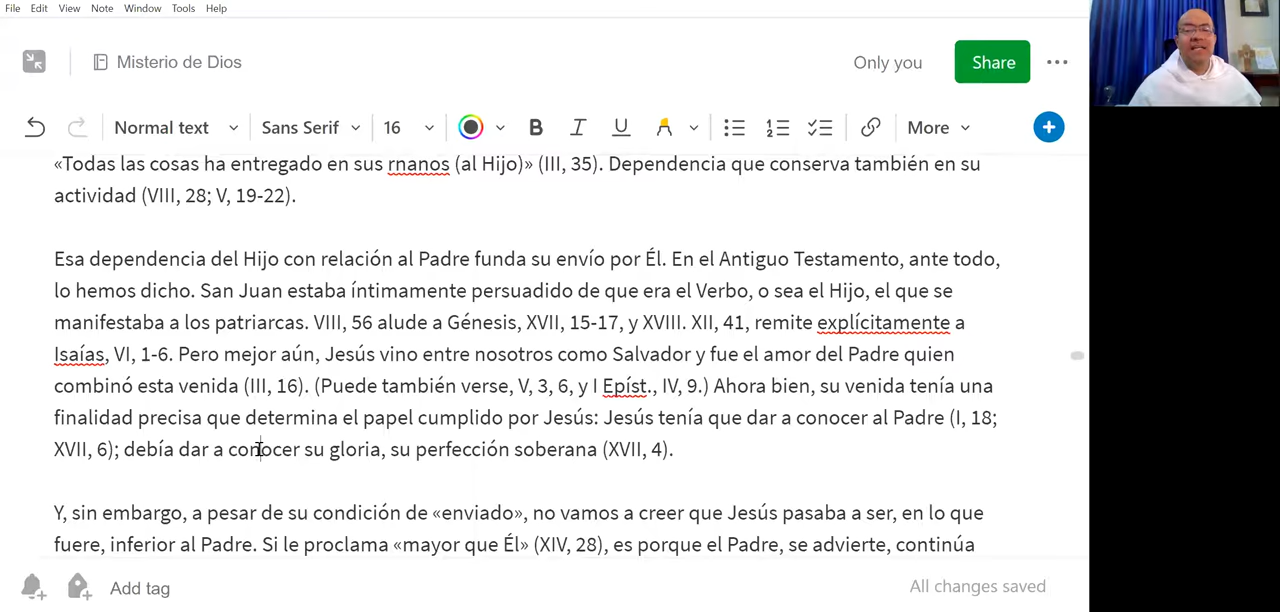 File Edit View Note Window Tools Help
Misterio de Dios
Only you
Share
Normal text
Sans Serif
16
B I U
More
«Todas las cosas ha entregado en sus rnanos (al Hijo)» (III, 35). Dependencia que conserva también en su
actividad (VIII, 28; V, 19-22).
Esa dependencia del Hijo con relación al Padre funda su envío por Él. En el Antiguo Testamento, ante todo,
lo hemos dicho. San Juan estaba íntimamente persuadido de que era el Verbo, o sea el Hijo, el que se
manifestaba a los patriarcas. VIII, 56 alude a Génesis, XVII, 15-17, y XVIII. XII, 41, remite explícitamente a
Isaías, VI, 1-6. Pero mejor aún, Jesús vino entre nosotros como Salvador y fue el amor del Padre quien
combinó esta venida (III, 16). (Puede también verse, V, 3, 6, y I Epíst., IV, 9.) Ahora bien, su venida tenía una
finalidad precisa que determina el papel cumplido por Jesús: Jesús tenía que dar a conocer al Padre (I, 18;
XVII, 6); debía dar a conocer su gloria, su perfección soberana (XVII, 4).
Y, sin embargo, a pesar de su condición de «enviado», no vamos a creer que Jesús pasaba a ser, en lo que
fuere, inferior al Padre. Si le proclama «mayor que Él» (XIV, 28), es porque el Padre, se advierte, continúa
Add tag
All changes saved